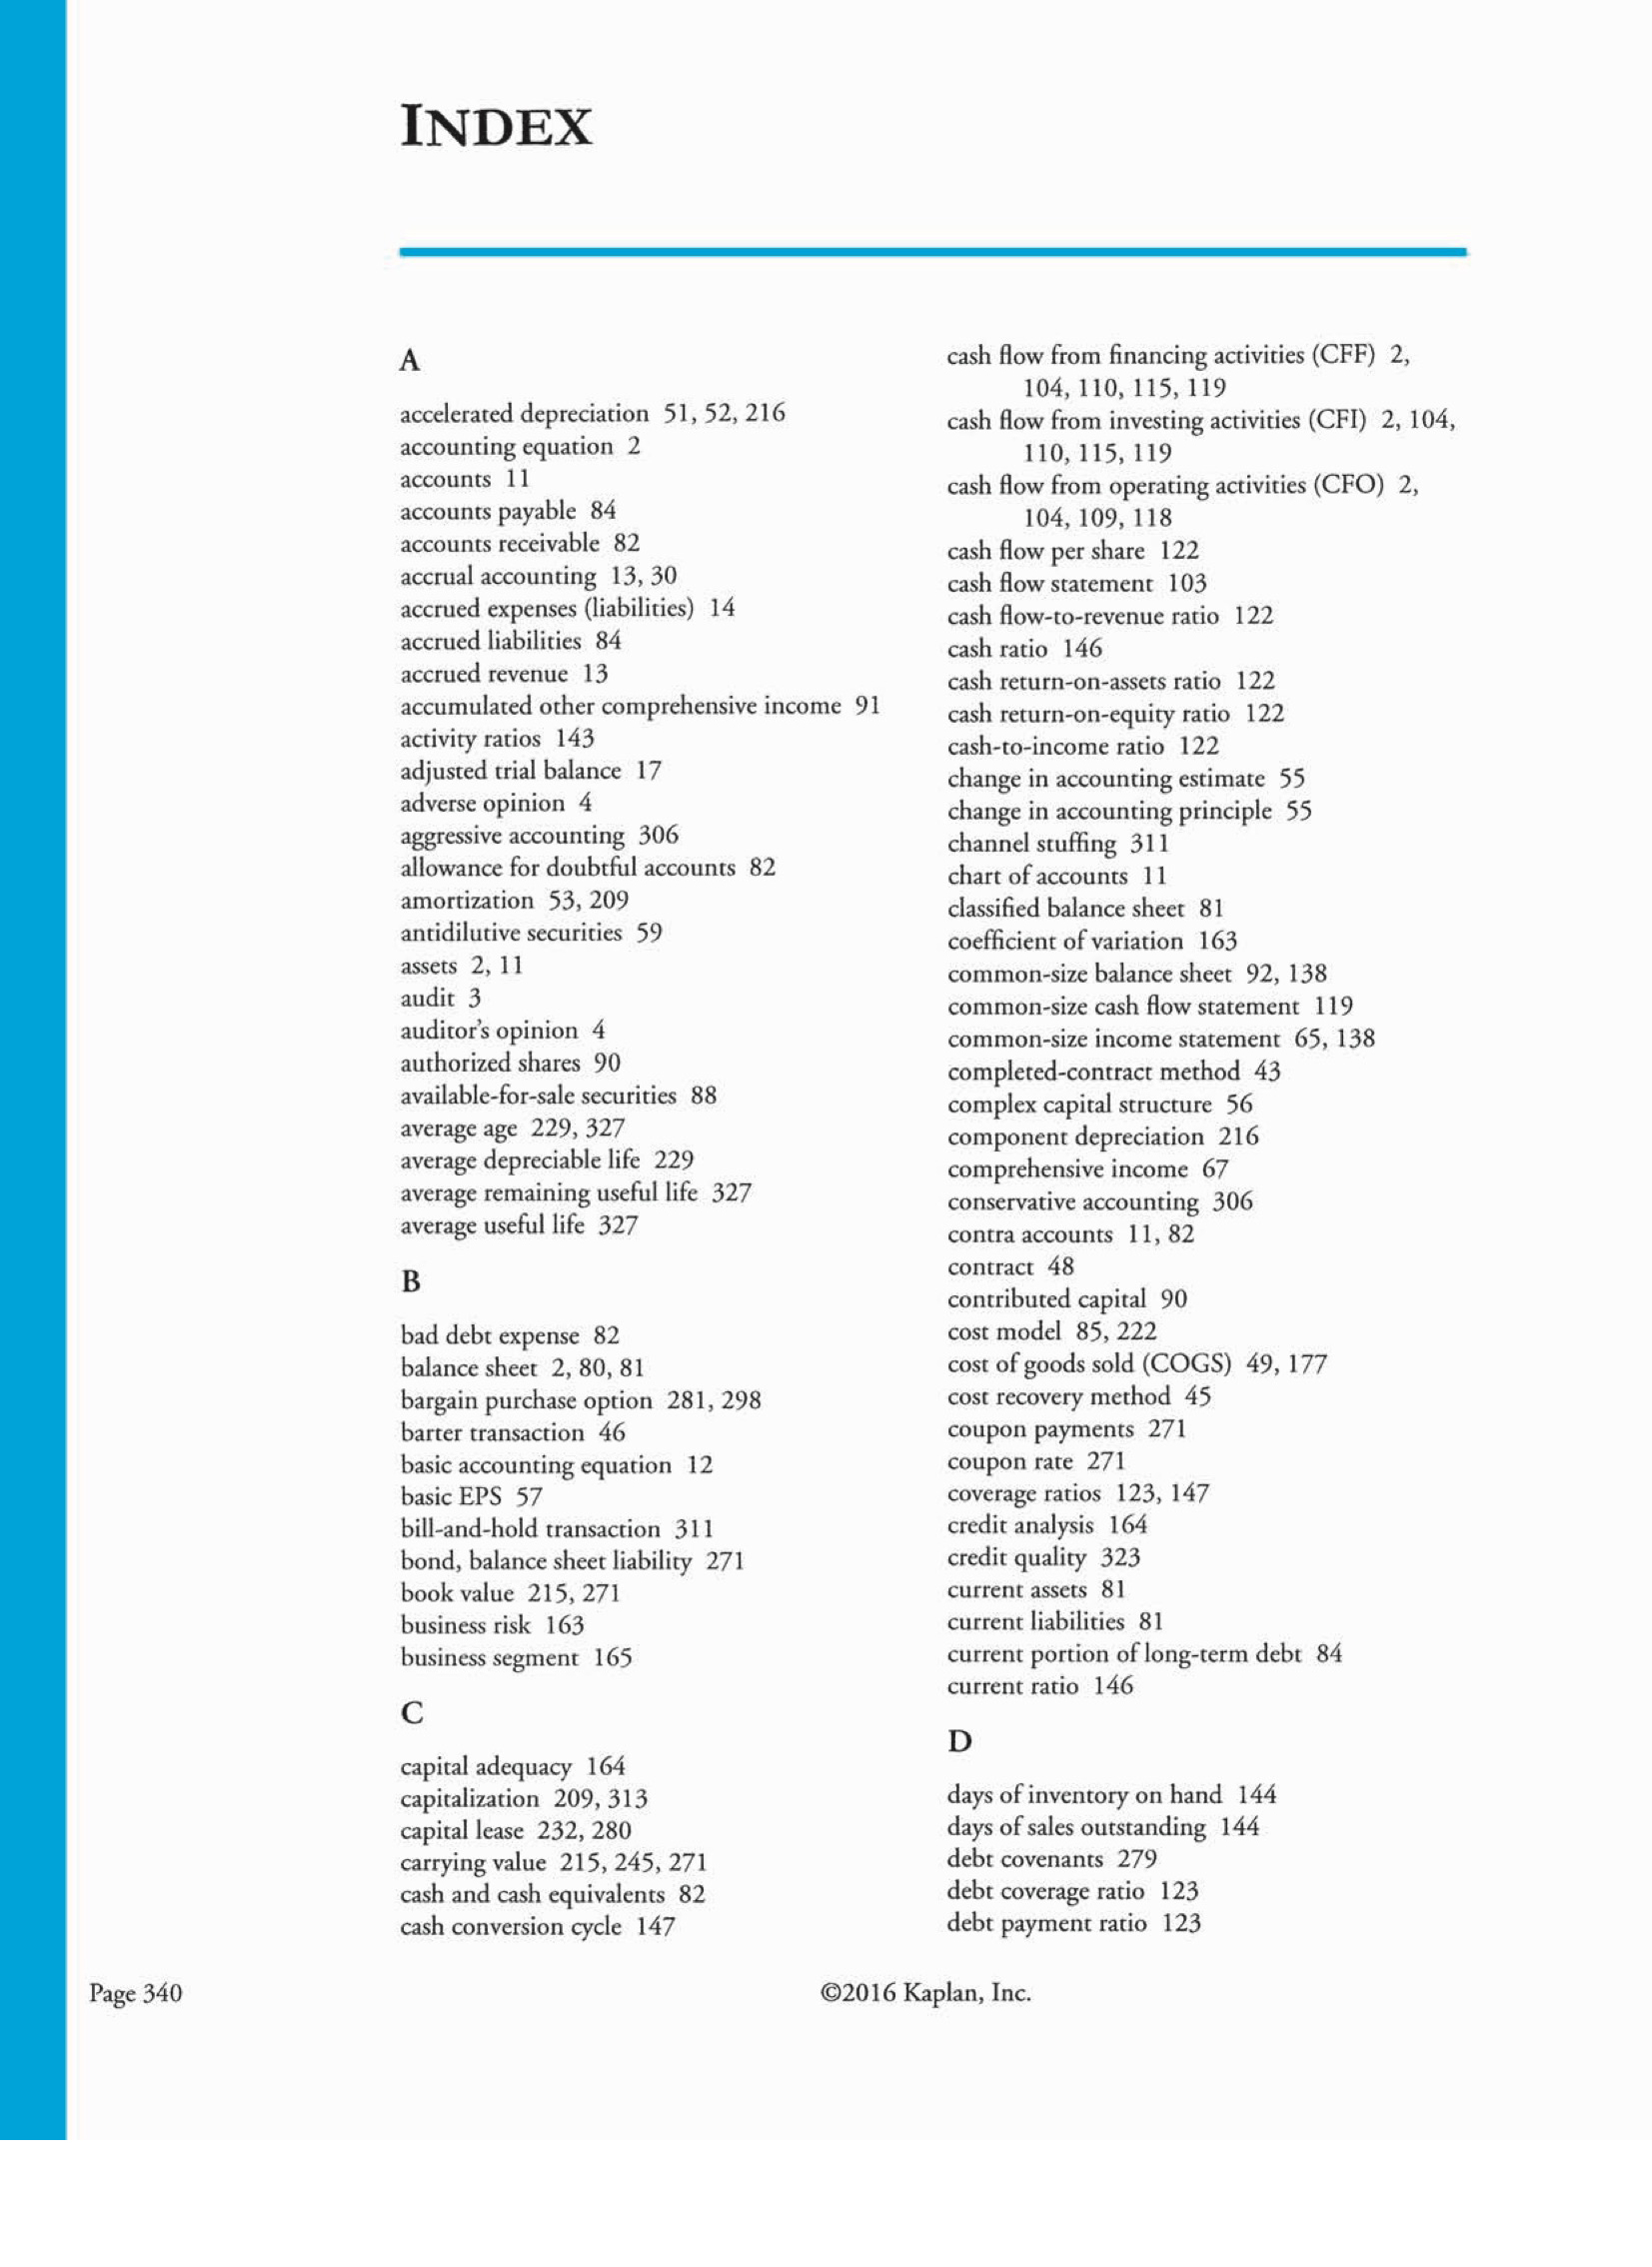 INDEX
A
accelerated depreciation 51, 52, 216
accounting equation 2
accounts 11
accounts payable 84
accounts receivable 82
accrual accounting 13, 30
accrued expenses (liabilities) 14
accrued liabilities 84
accrued revenue 13
accumulated other comprehensive income 91
activity ratios 143
adjusted trial balance 17
adverse opinion 4
aggressive accounting 306
allowance for doubtful accounts 82
amortization 53, 209
antidilutive securities 59
assets 2, 11
audit 3
auditor's opinion 4
authorized shares 90
available-for-sale securities 88
average age 229, 327
average depreciable life 229
average remaining useful life 327
average useful life 327
B
bad debt expense 82
balance sheet 2, 80, 81
bargain purchase option 281, 298
barter transaction 46
basic accounting equation 12
basic EPS 57
bill-and-hold transaction 311
bond, balance sheet liability 271
book value 215, 271
business risk 163
business segment 165
C
capital adequacy 164
capitalization 209, 313
capital lease 232, 280
carrying value 215, 245, 271
cash and cash equivalents 82
cash conversion cycle 147
cash flow from financing activities (CFF) 2,
104, 110, 115, 119
cash flow from investing activities (CFI) 2, 104,
110, 115, 119
cash flow from operating activities (CFO) 2,
104, 109, 118
cash flow per share 122
cash flow statement 103
cash flow-to-revenue ratio 122
cash ratio 146
cash return-on-assets ratio 122
cash return-on-equity ratio 122
cash-to-income ratio 122
change in accounting estimate 55
change in accounting principle 55
channel stuffing 311
chart of accounts 11
classified balance sheet 81
coefficient of variation 163
common-size balance sheet 92, 138
common-size cash flow statement 119
common-size income statement 65, 138
completed-contract method 43
complex capital structure 56
component depreciation 216
comprehensive income 67
conservative accounting 306
contra accounts 11, 82
contract 48
contributed capital 90
cost model 85, 222
cost of goods sold (COGS) 49, 177
cost recovery method 45
coupon payments 271
coupon rate 271
coverage ratios 123, 147
credit analysis 164
credit quality 323
current assets 81
current liabilities 81
current portion of long-term debt 84
current ratio 146
D
days of inventory on hand 144
days of sales outstanding 144
debt covenants 279
debt coverage ratio 123
debt payment ratio 123
Page 340
©2016 Kaplan, Inc.